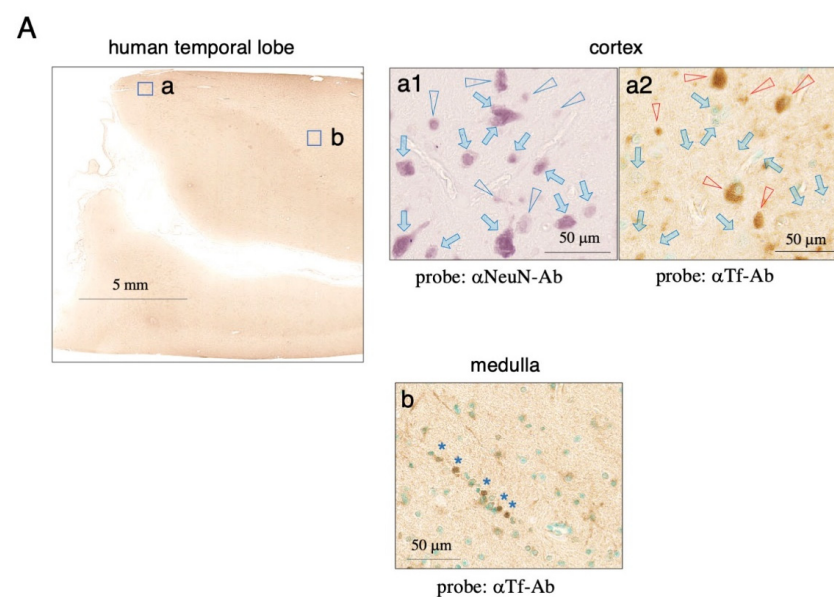 A
human temporal lobe
cortex
a
b
5 mm
a1
50 μm
a2
50 μm
probe: αNeuN-Ab
probe: αTf-Ab
medulla
b
* * * * *
50 μm
probe: αTf-Ab